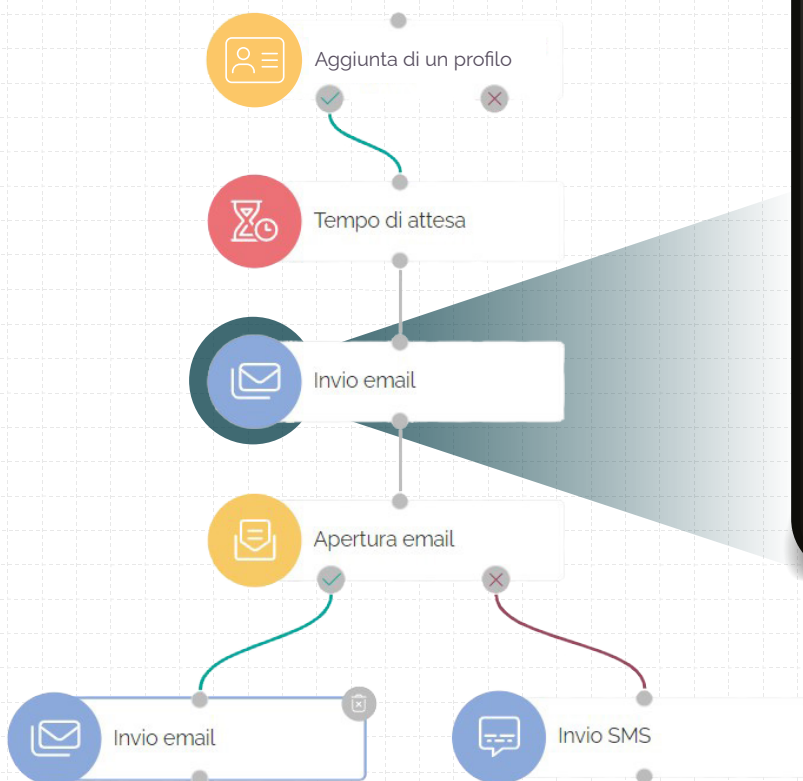 Aggiunta di un profilo
Tempo di attesa
Invio email
Apertura email
Invio email
Invio SMS